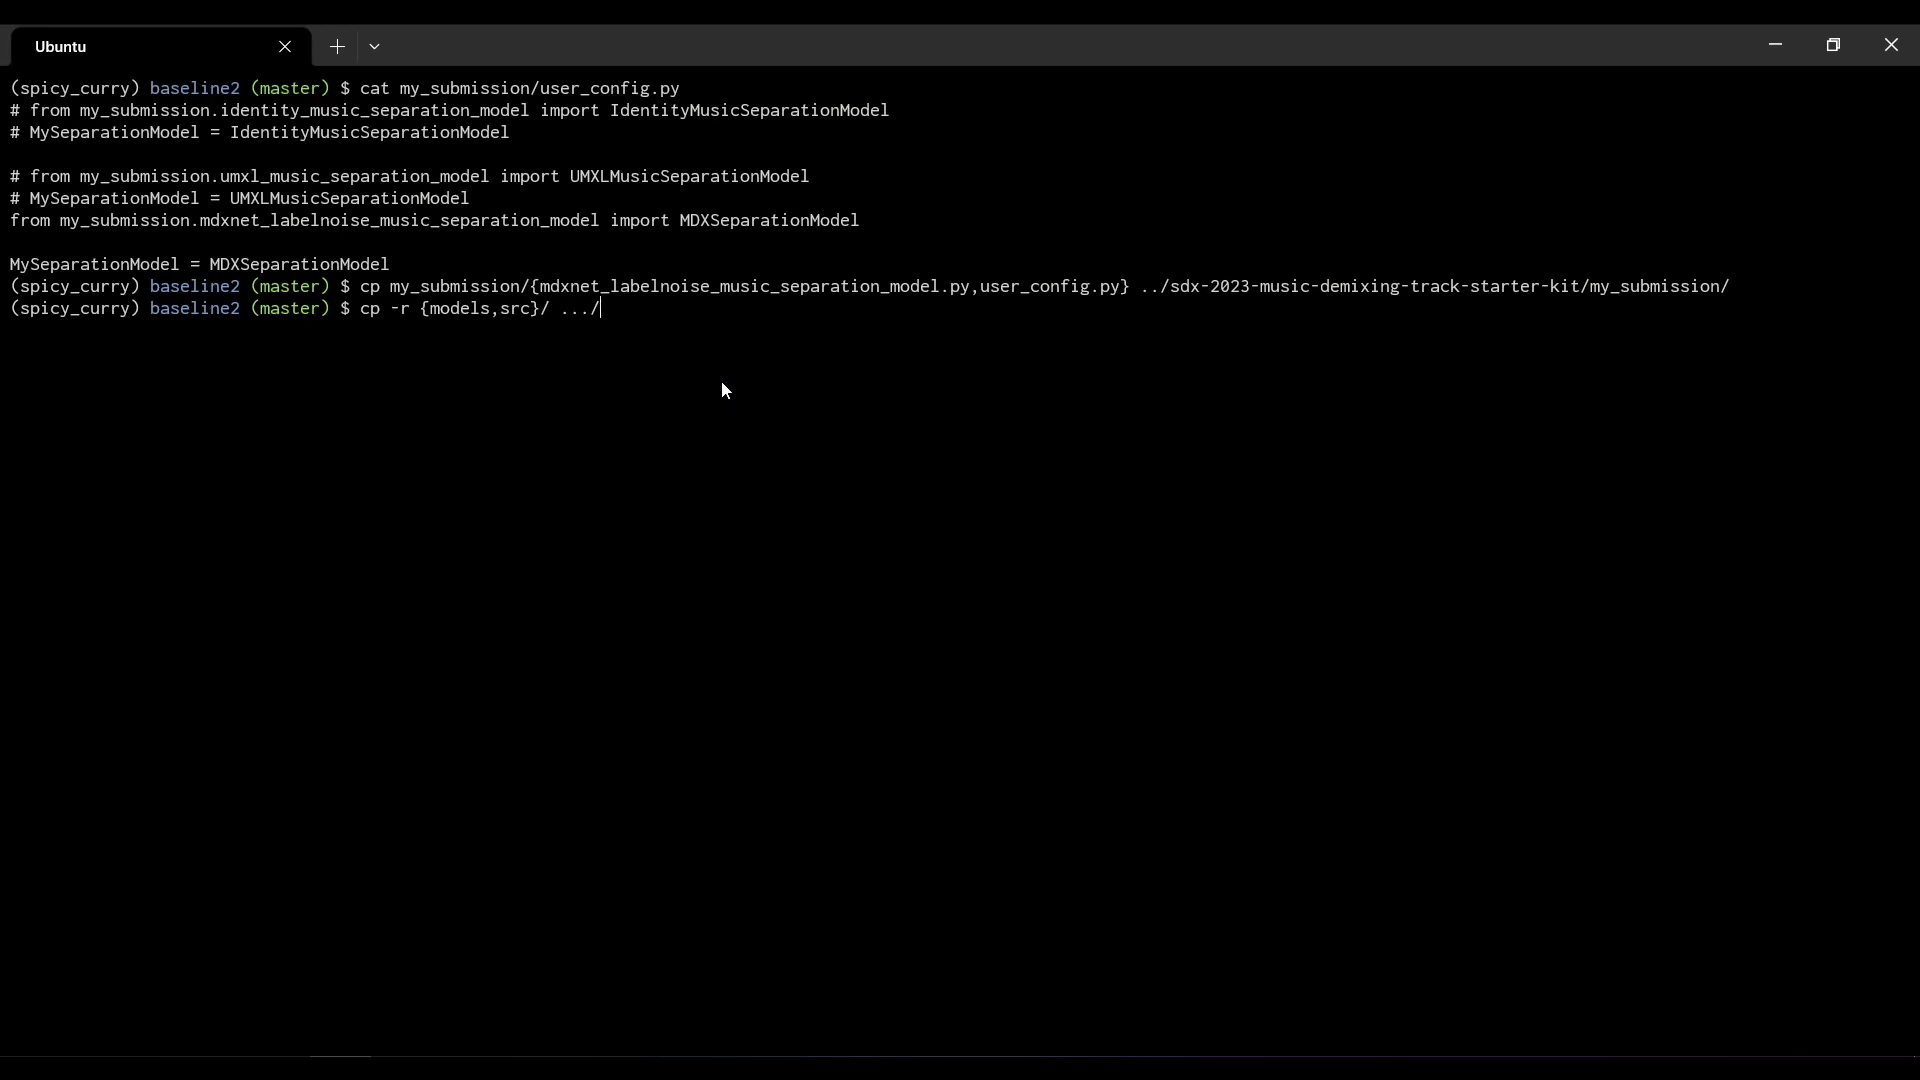 Ubuntu
(spicy_curry) baseline2 (master) $ cat my_submission/user_config.py
# from my_submission.identity_music_separation_model import IdentityMusicSeparationModel
# MySeparationModel = IdentityMusicSeparationModel
# from my_submission.umxl_music_separation_model import UMXLMusicSeparationModel
# MySeparationModel = UMXLMusicSeparationModel
from my_submission.mdxnet_labelnoise_music_separation_model import MDXSeparationModel
MySeparationModel = MDXSeparationModel
(spicy_curry) baseline2 (master) $ cp my_submission/{mdxnet_labelnoise_music_separation_model.py,user_config.py} ../sdx-2023-music-demixing-track-starter-kit/my_submission/
(spicy_curry) baseline2 (master) $ cp -r {models,src}/ .../